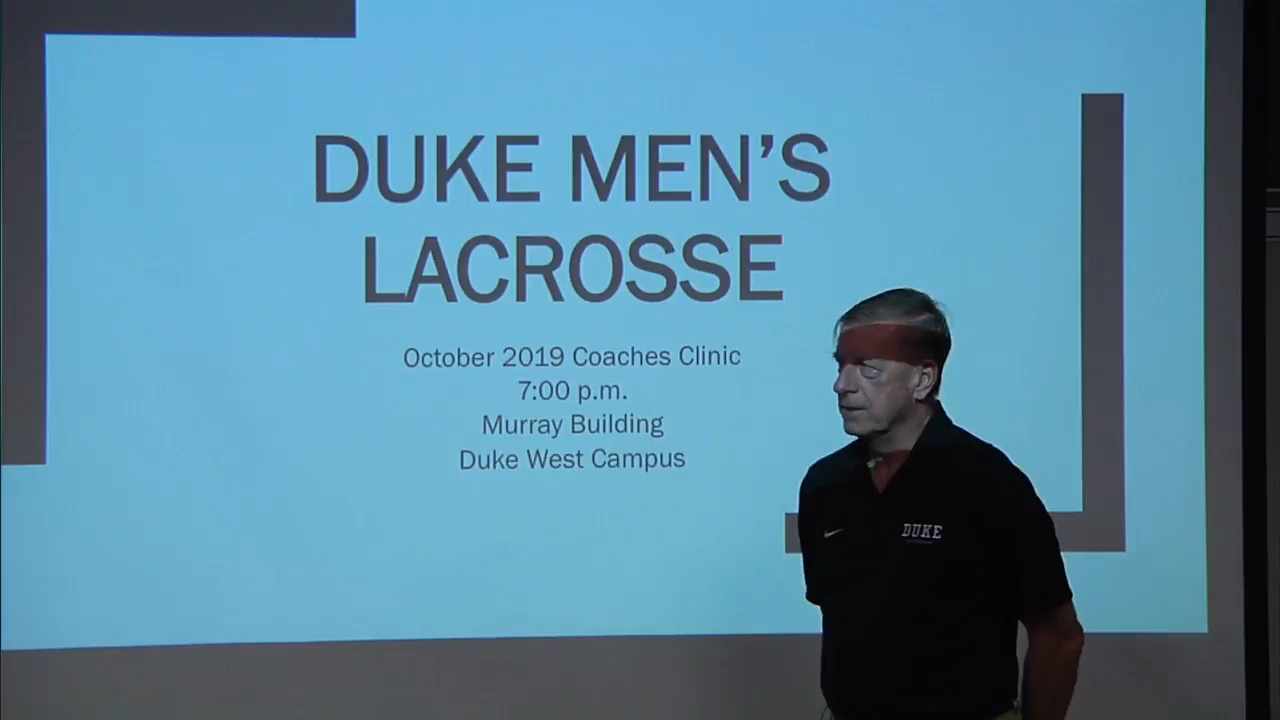 DUKE MEN'S
LACROSSE
October 2019 Coaches Clinic
7:00 p.m.
Murray Building
Duke West Campus
DUKE